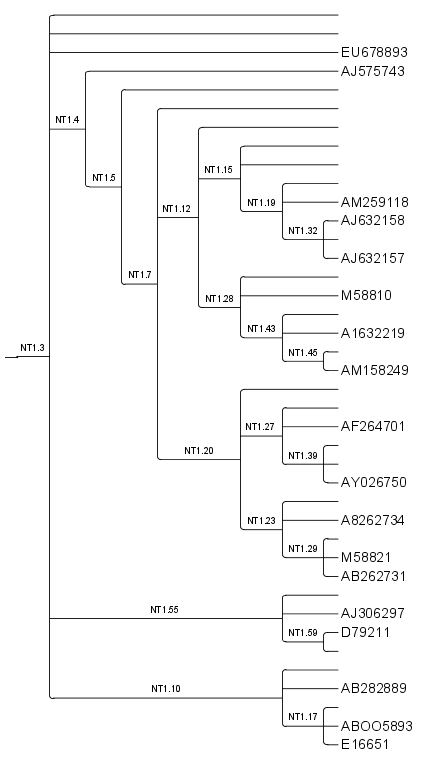 EU678893
AJ575743
NT1.4
NT1.5
NT1.15
NT1.19
AM259118
NT1.12
AJ632158
NT1.32
AJ632157
NT1.7
M58810
NT1.28
NT1.43
A1632219
NT1.3
NT1.45
AM158249
NT1.27
AF264701
NT1.20
NT1.39
AY026750
NT1.23
A8262734
NT1.29
M58821
AB262731
NT1.55
AJ306297
NT1.59
D79211
NT1.10
AB282889
NT1.17
ABOO5893
E16651